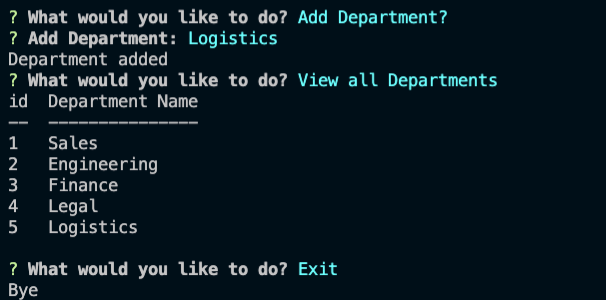 ? What would you like to do? Add Department?
? Add Department: Logistics
Department added
? What would you like to do? View all Departments
id  Department Name
--  ---------------
1   Sales
2   Engineering
3   Finance
4   Legal
5   Logistics
? What would you like to do? Exit
Bye